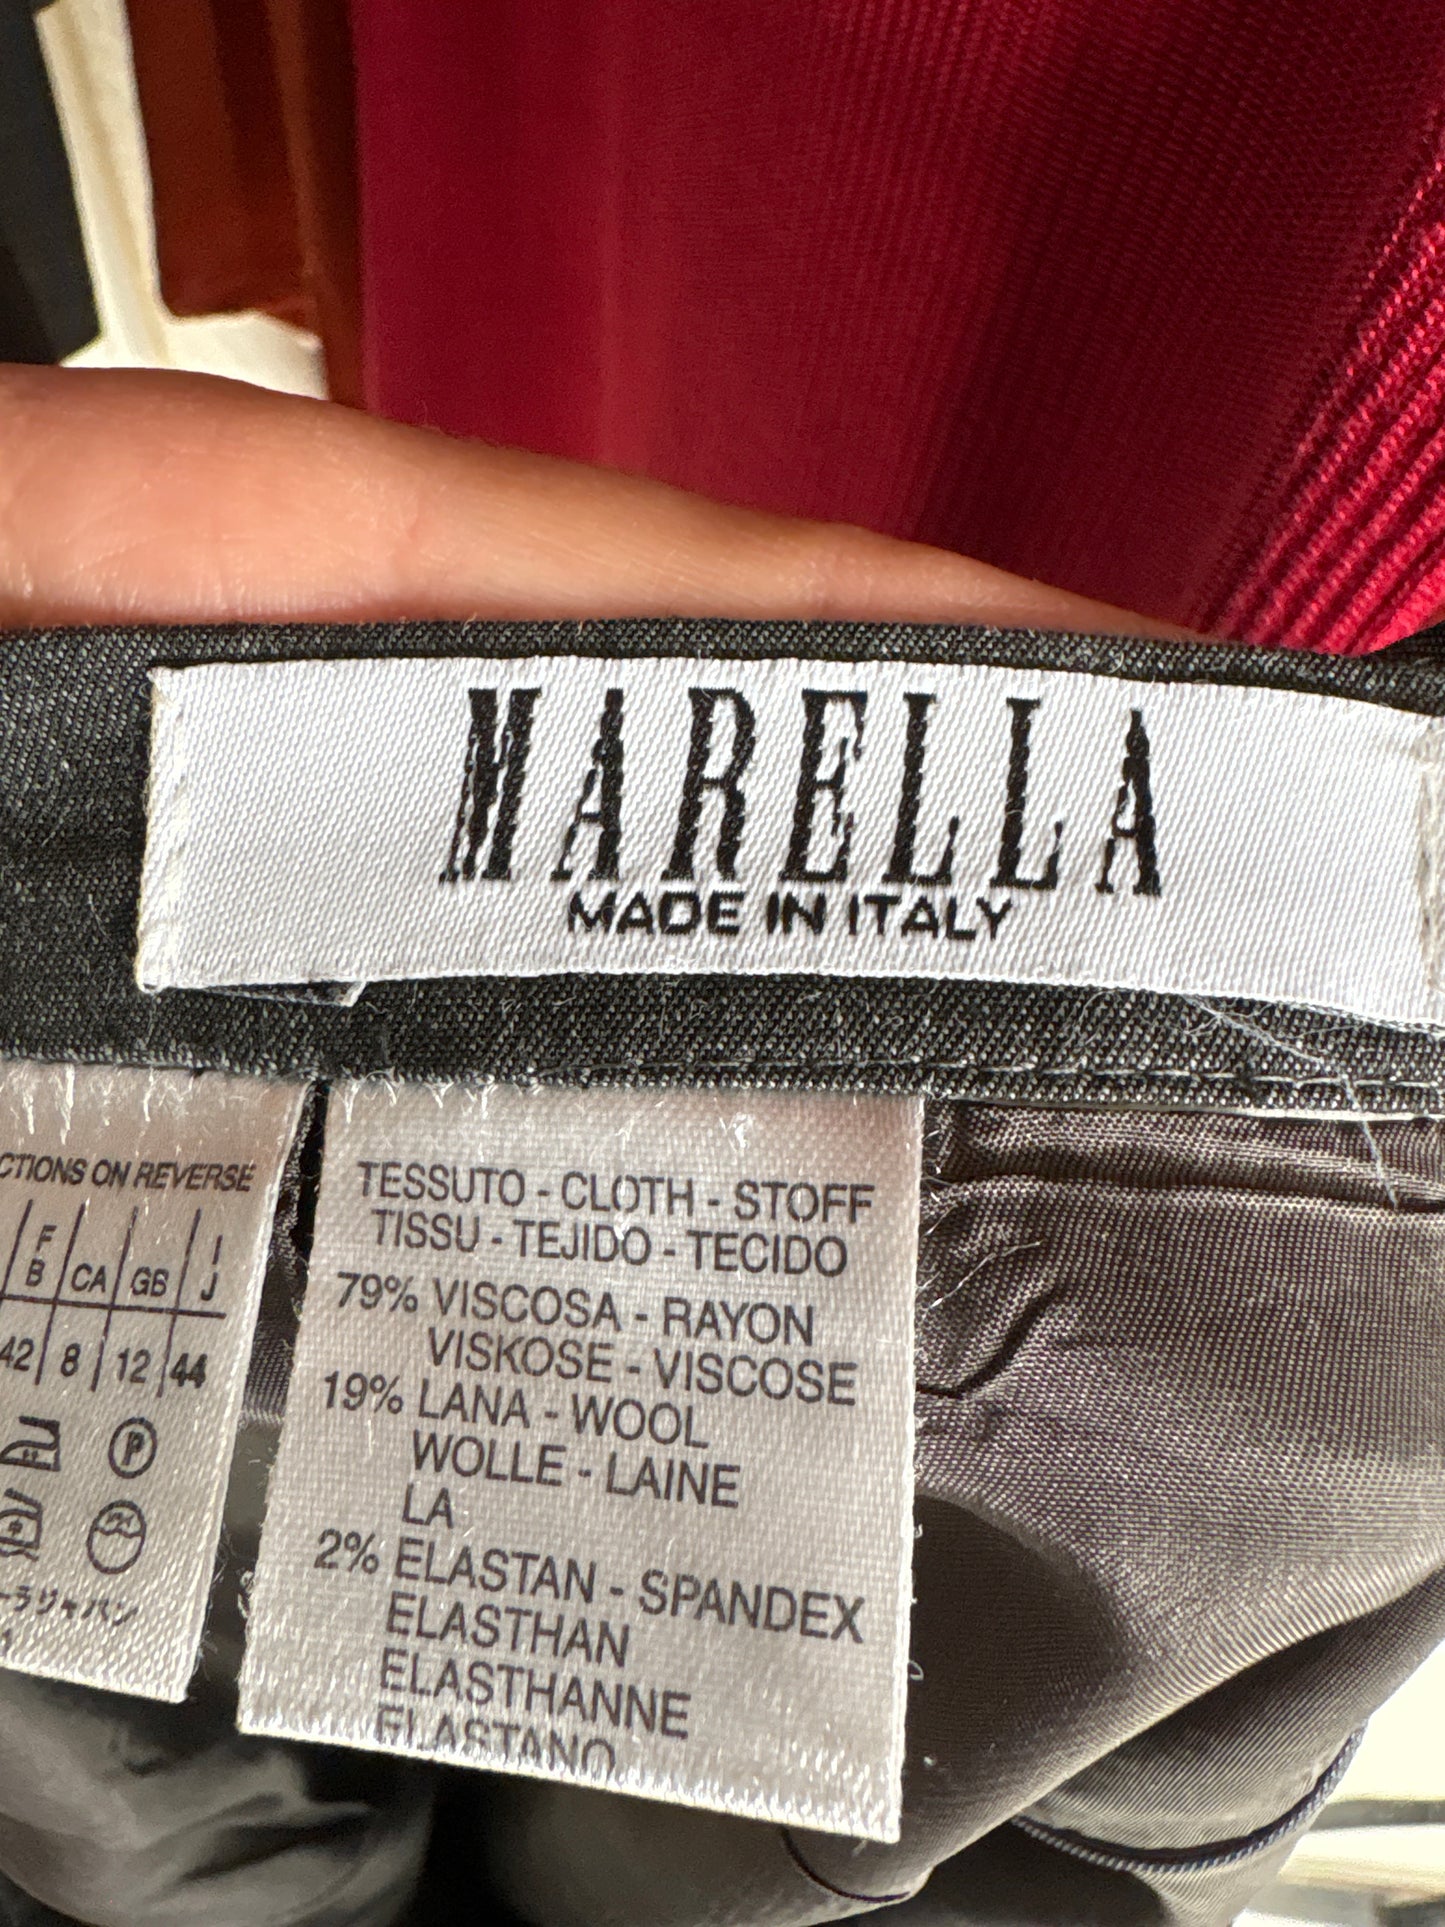 MARELLA
MADE IN ITALY
CTIONS ON REVERSE
F I
B CA GB J
42 8 12 44
P
TESSUTO - CLOTH - STOFF
TISSU - TEJIDO - TECIDO
79% VISCOSA - RAYON
VISKOSE - VISCOSE
19% LANA - WOOL
WOLLE - LAINE
LA
2% ELASTAN - SPANDEX
ELASTHAN
ELASTHANNE
ELASTANO